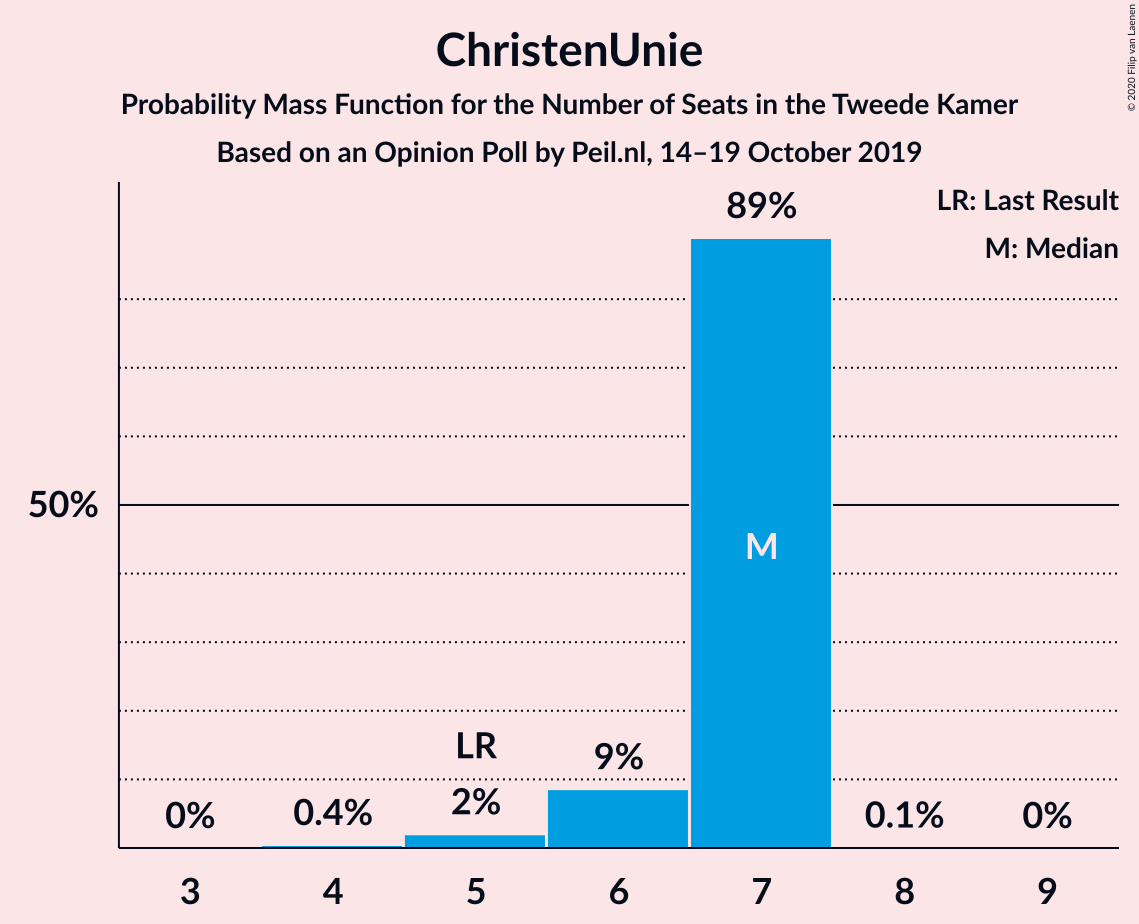 ChristenUnie
Probability Mass Function for the Number of Seats in the Tweede Kamer
Based on an Opinion Poll by Peil.nl, 14–19 October 2019
© 2020 Filip van Laenen
LR: Last Result
M: Median
89%
50%
M
LR
0%
0.4%
2%
9%
0.1%
0%
3 4 5 6 7 8 9